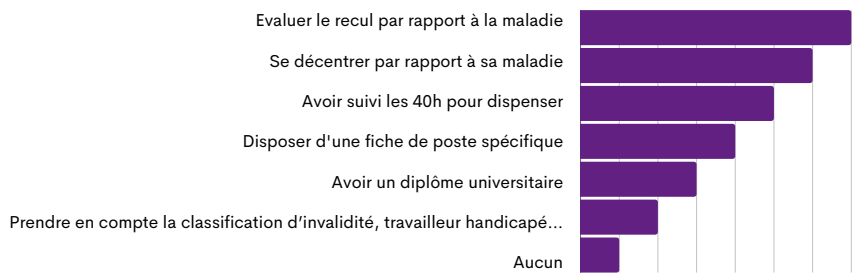 Evaluer le recul par rapport à la maladie
Se décentrer par rapport à sa maladie
Avoir suivi les 40h pour dispenser
Disposer d'une fiche de poste spécifique
Avoir un diplôme universitaire
Prendre en compte la classification d’invalidité, travailleur handicapé...
Aucun